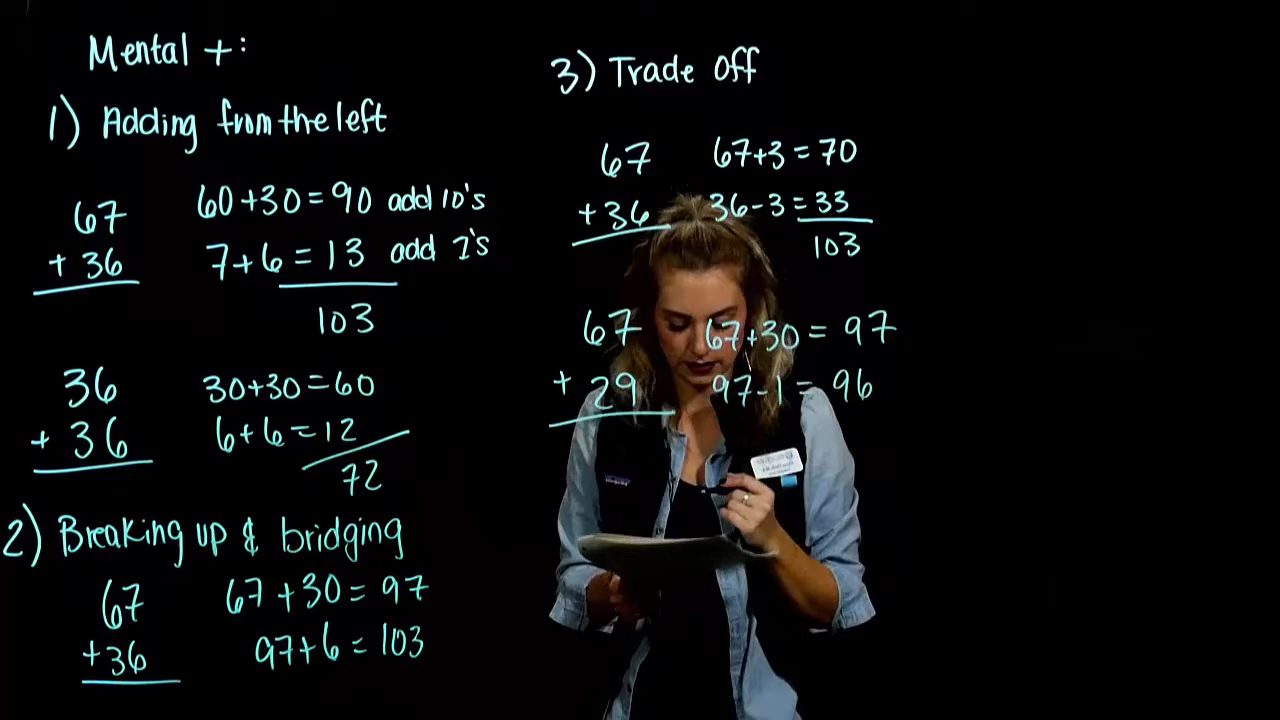 Mental +:
1) Adding from the left
67 60+30=90 add 10's
+ 36 7+6=13 add 1's
103
36 30+30=60
+ 36 6+6=12
72
2) Breaking up & bridging
67 67+30=97
+36 97+6=103
3) Trade off
67 67+3=70
+36 36-3=33
103
67 67+30=97
+ 29 97-1=96